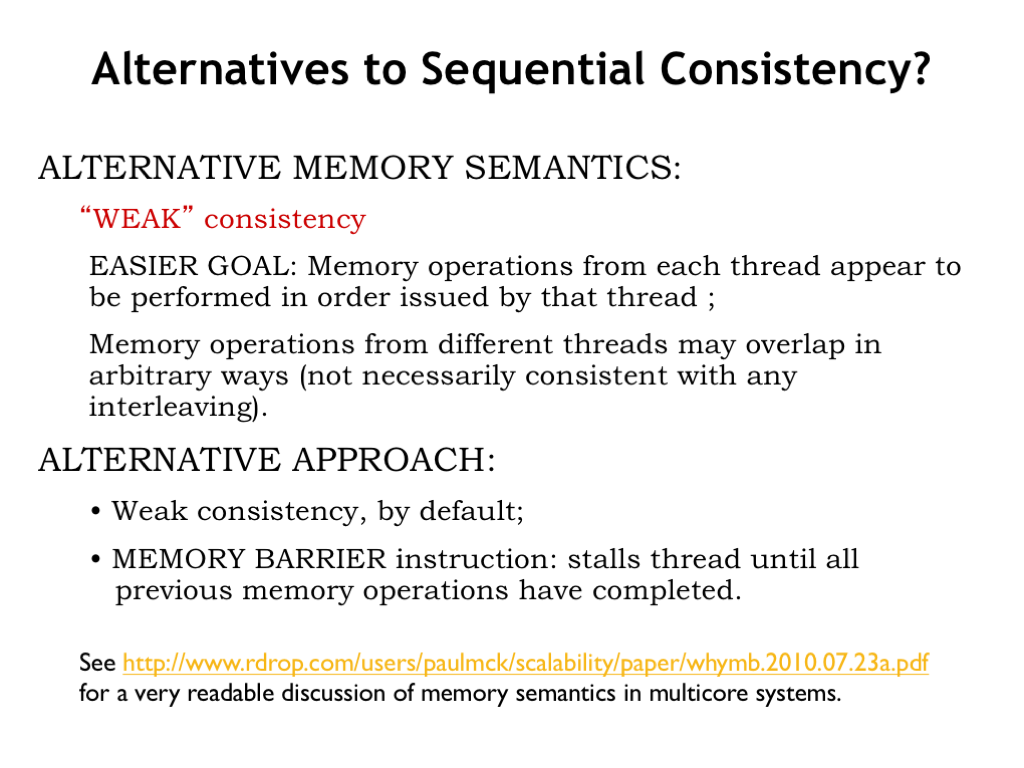 Alternatives to Sequential Consistency?
ALTERNATIVE MEMORY SEMANTICS:
“WEAK” consistency
EASIER GOAL: Memory operations from each thread appear to
be performed in order issued by that thread ;
Memory operations from different threads may overlap in
arbitrary ways (not necessarily consistent with any
interleaving).
ALTERNATIVE APPROACH:
• Weak consistency, by default;
• MEMORY BARRIER instruction: stalls thread until all
previous memory operations have completed.
See http://www.rdrop.com/users/paulmck/scalability/paper/whymb.2010.07.23a.pdf
for a very readable discussion of memory semantics in multicore systems.